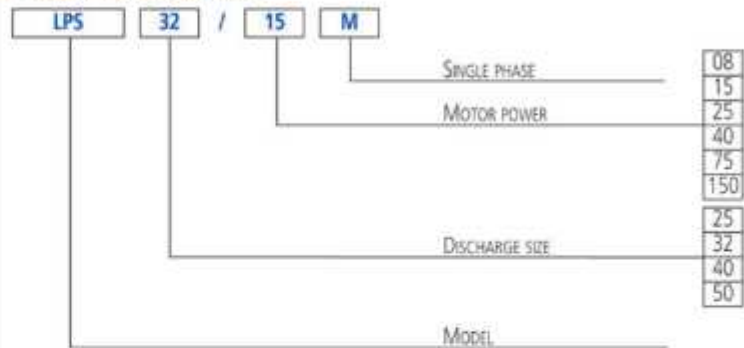 LPS 32 / 15 M
SINGLE PHASE
08
15
MOTOR POWER
25
40
75
150
25
DISCHARGE SIZE
32
40
50
MODEL